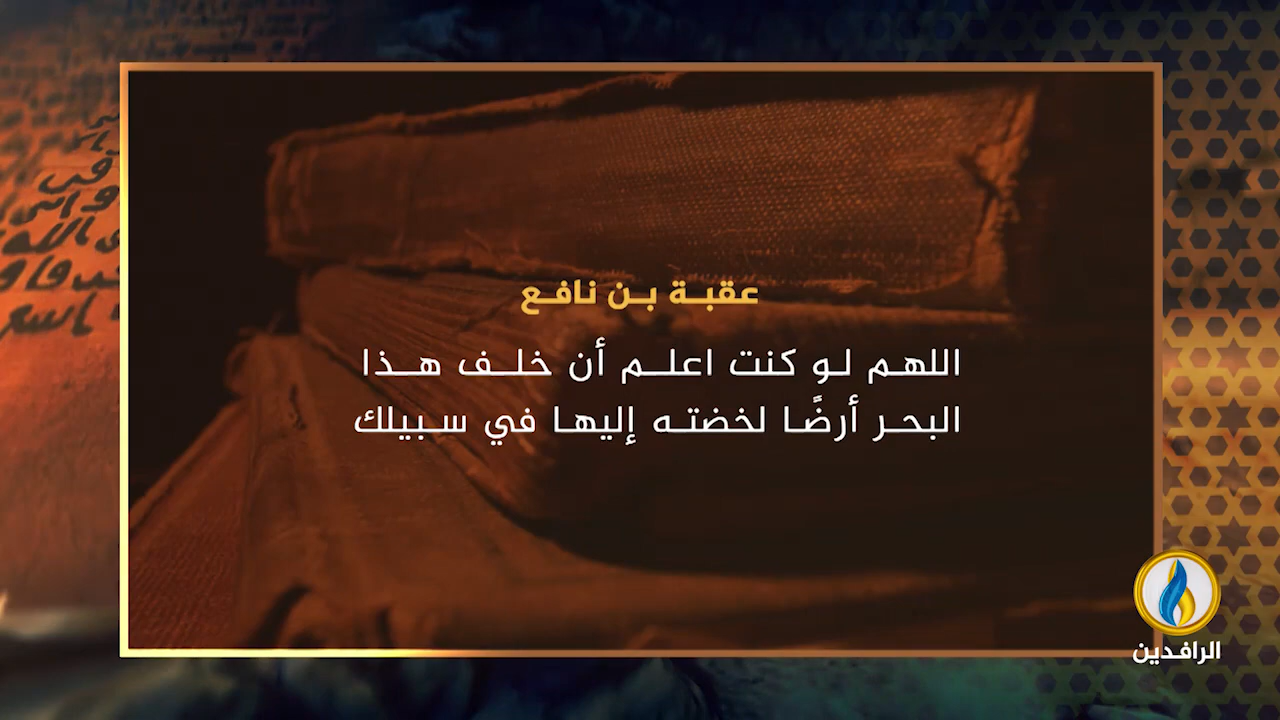 عقبة بن نافع
اللهم لو كنت اعلم أن خلف هذا
البحر أرضًا لخضته إليها في سبيلك
الرافدين